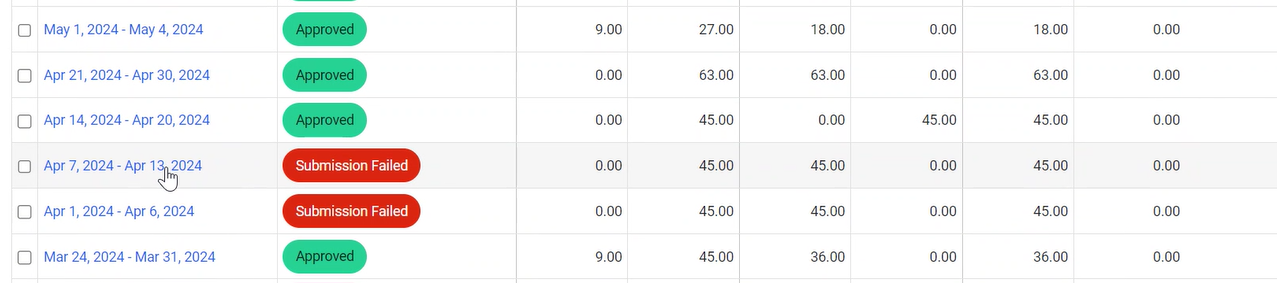 May 1, 2024 - May 4, 2024 Approved 9.00 27.00 18.00 0.00 18.00 0.00
Apr 21, 2024 - Apr 30, 2024 Approved 0.00 63.00 63.00 0.00 63.00 0.00
Apr 14, 2024 - Apr 20, 2024 Approved 0.00 45.00 0.00 45.00 45.00 0.00
Apr 7, 2024 - Apr 13, 2024 Submission Failed 0.00 45.00 45.00 0.00 45.00 0.00
Apr 1, 2024 - Apr 6, 2024 Submission Failed 0.00 45.00 45.00 0.00 45.00 0.00
Mar 24, 2024 - Mar 31, 2024 Approved 9.00 45.00 36.00 0.00 36.00 0.00